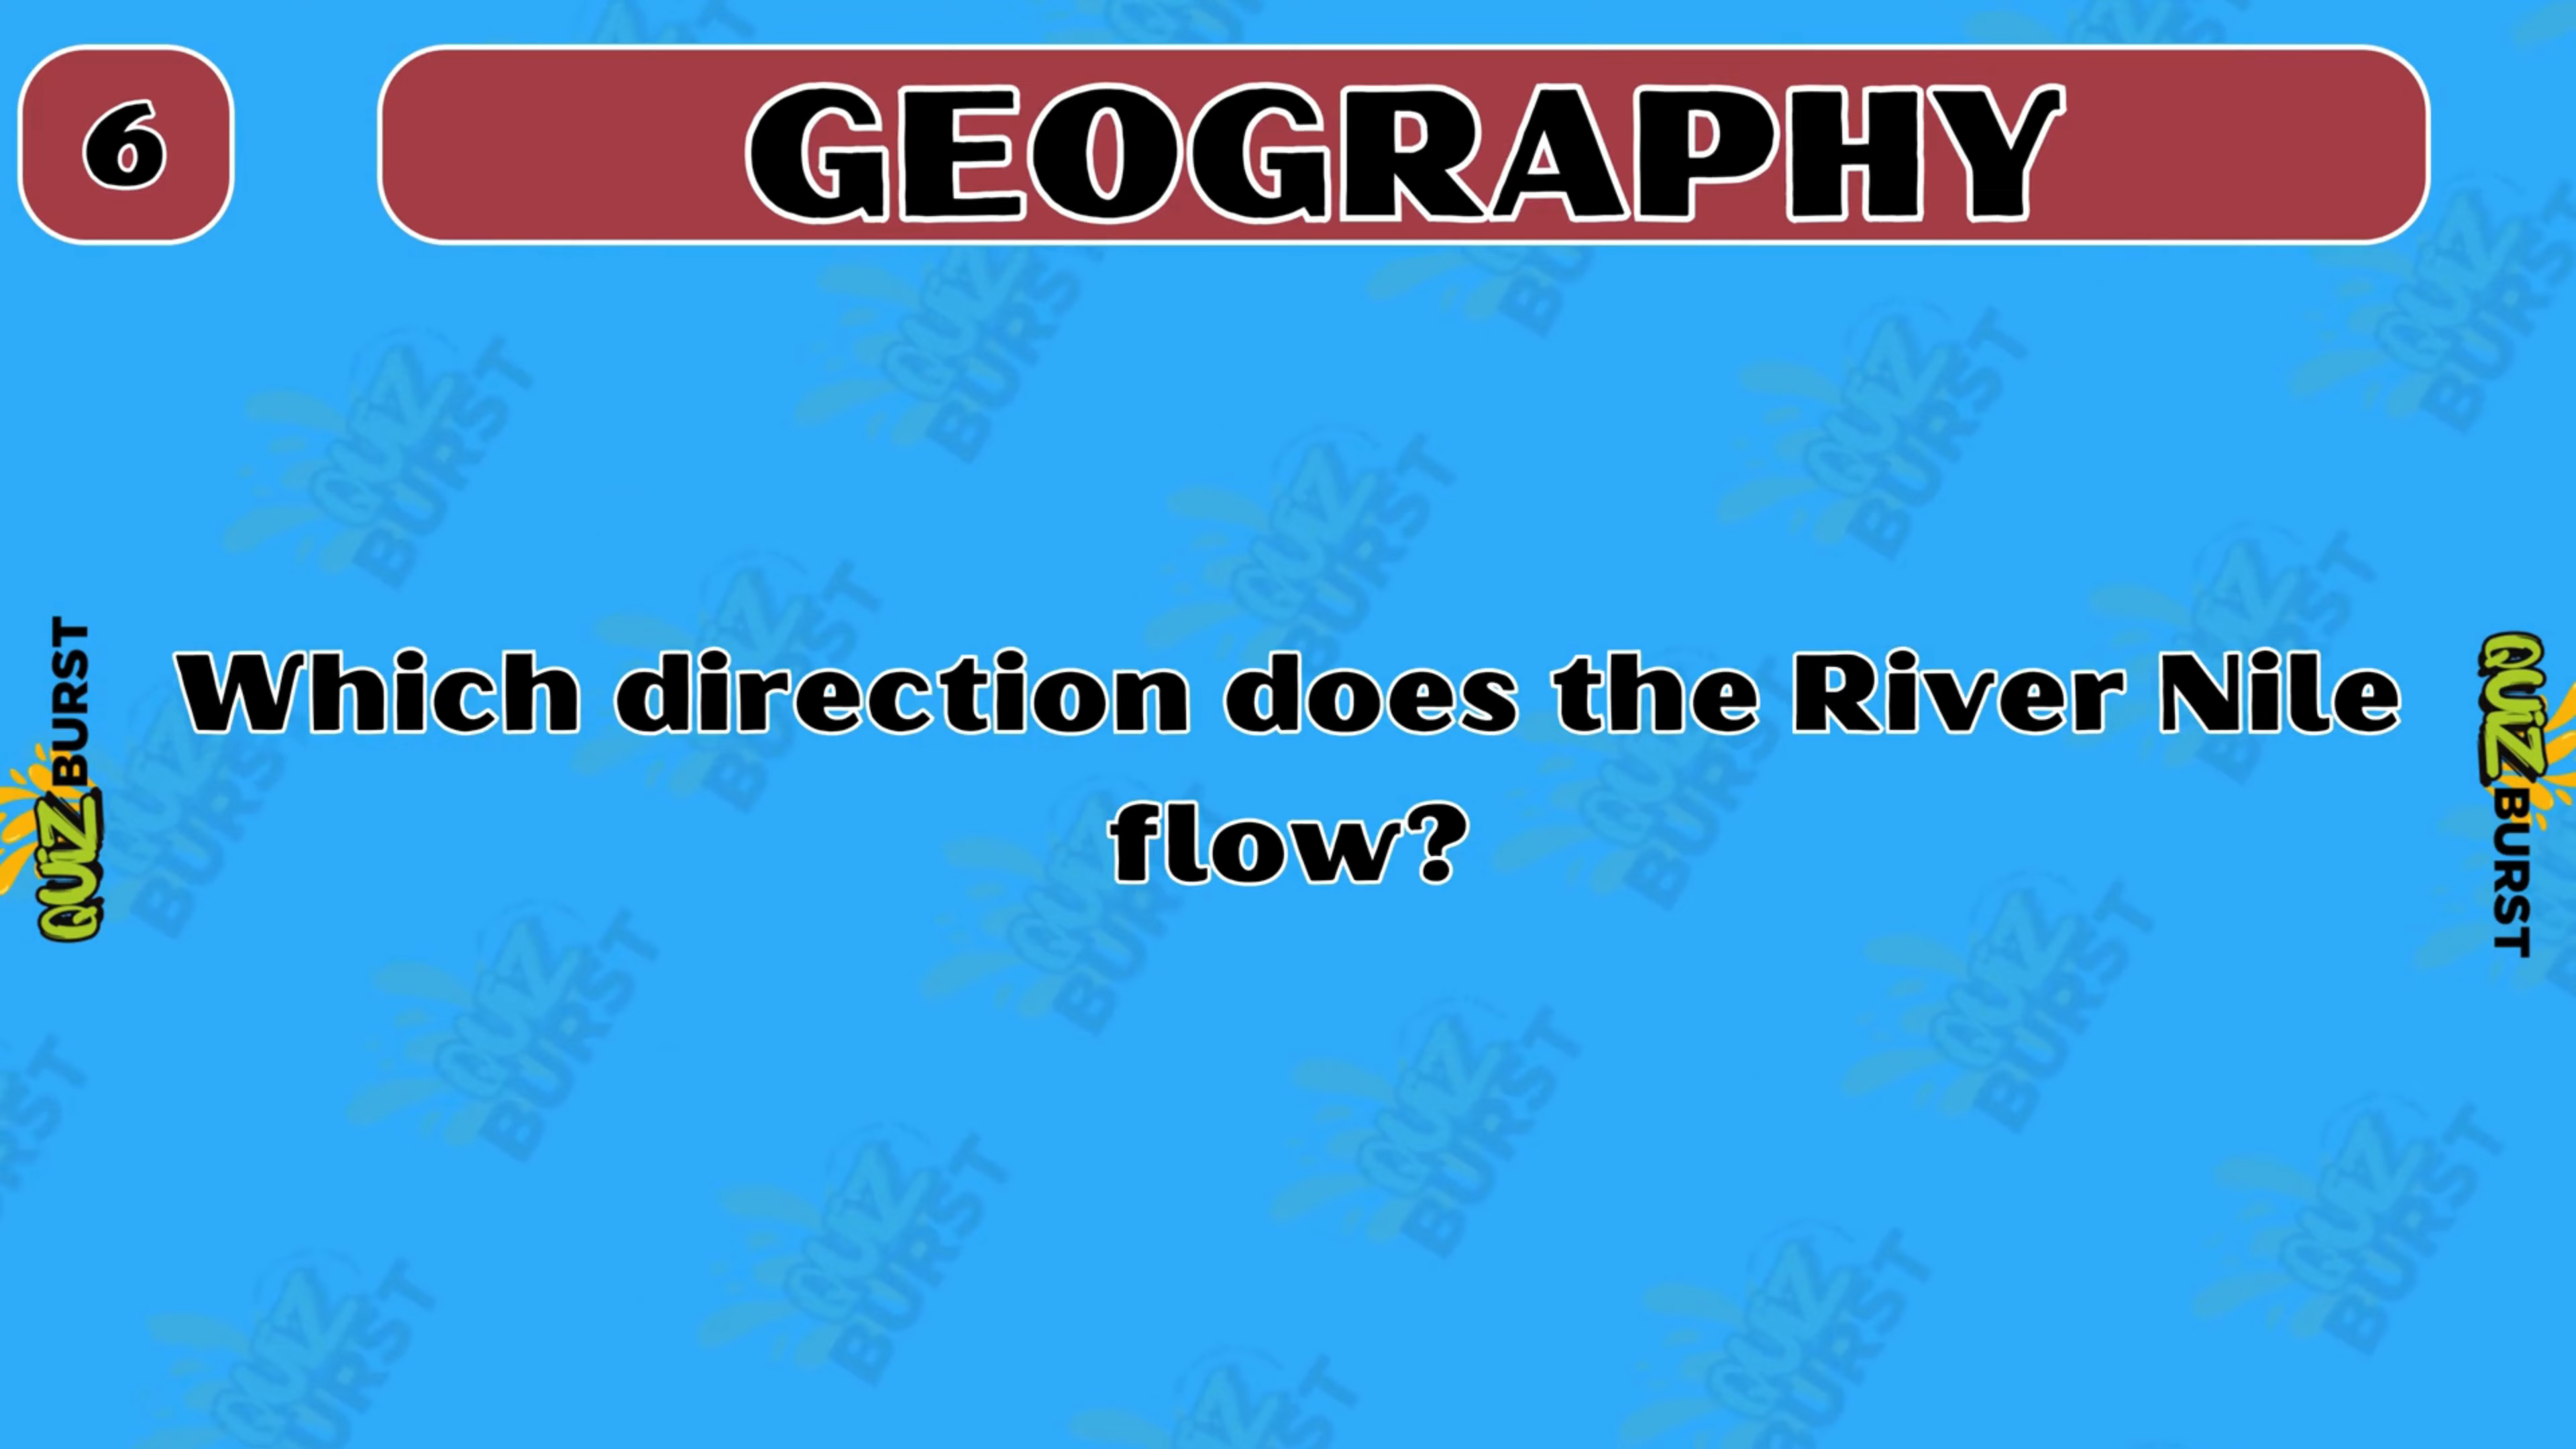 6
GEOGRAPHY
Which direction does the River Nile
flow?
QUIZ BURST
QUIZ BURST